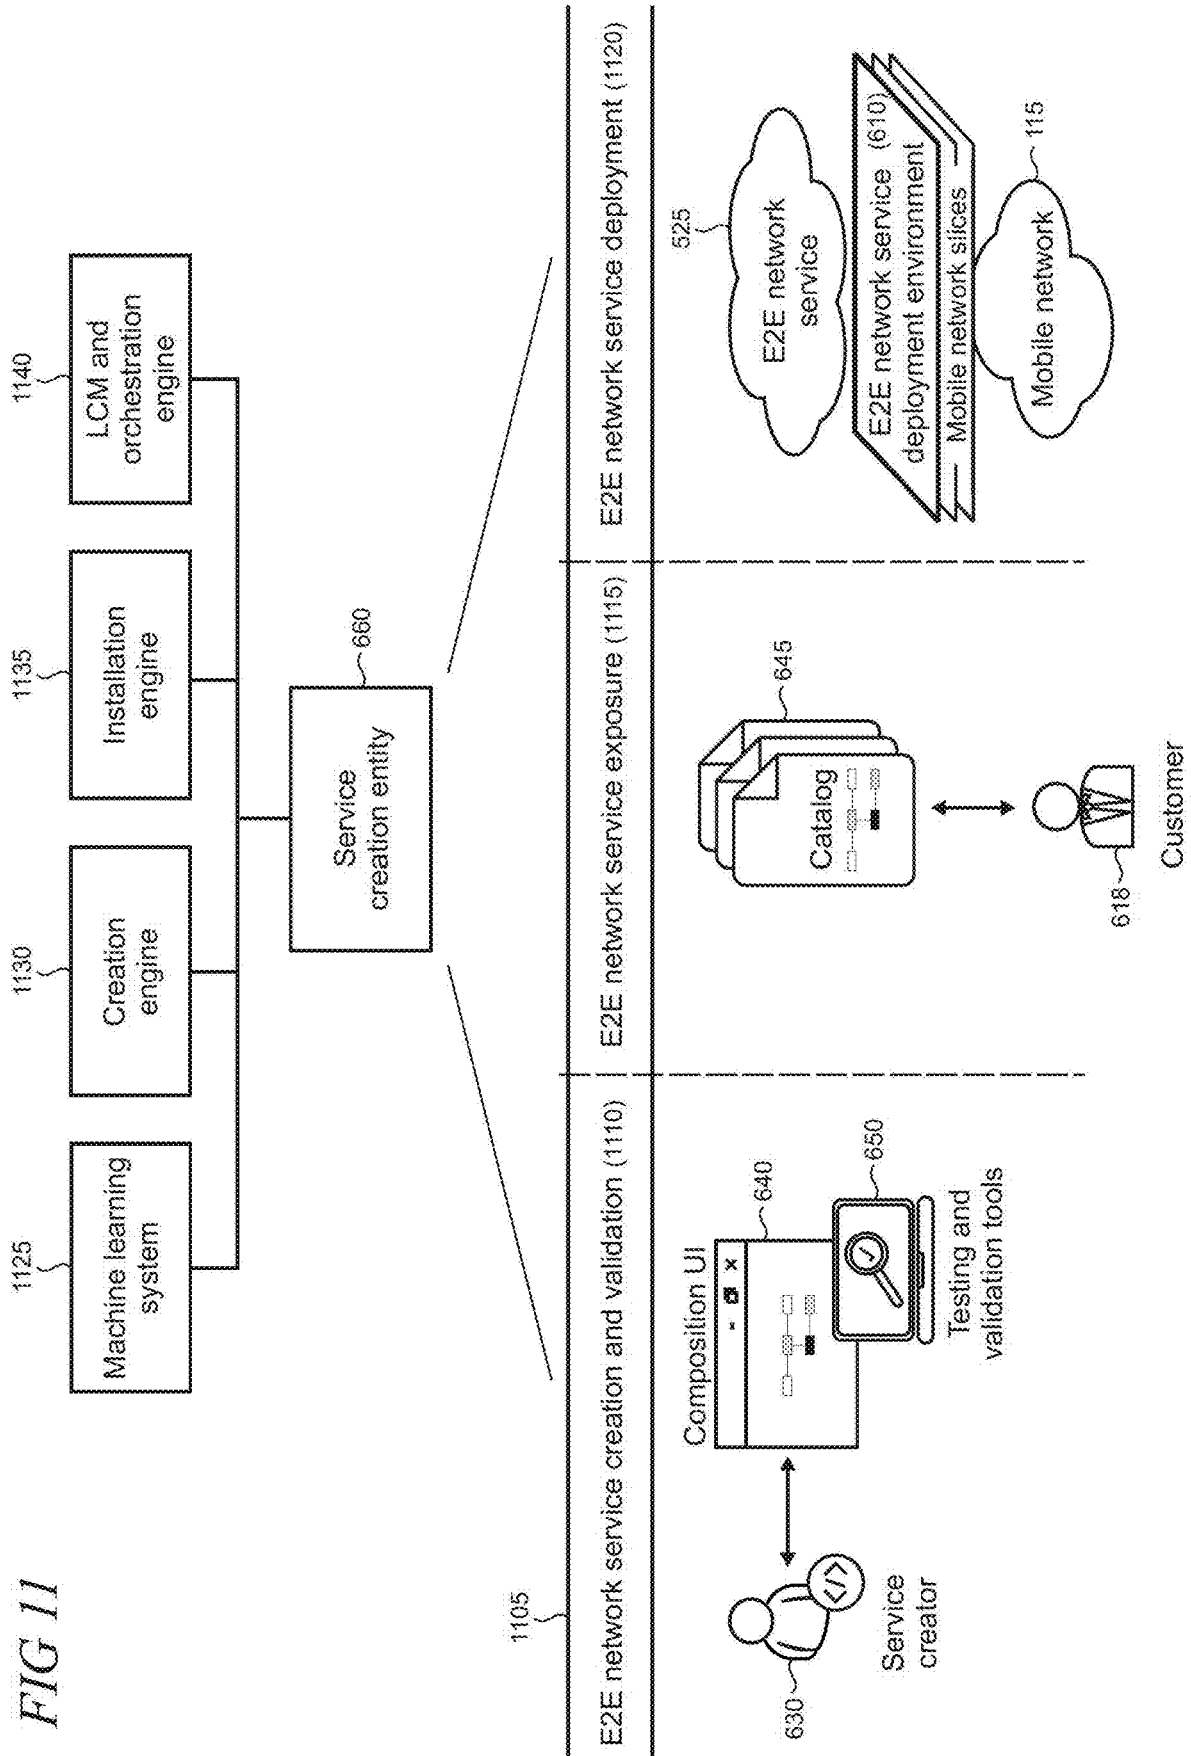 FIG 11
1125
1130
1135
1140
Machine learning
system
Creation
engine
Installation
engine
LCM and
orchestration
engine
660
Service
creation entity
1105
E2E network service creation and validation (1110)
E2E network service exposure (1115)
E2E network service deployment (1120)
630
Service
creator
Composition UI
640
650
Testing and
validation tools
645
Catalog
618
Customer
525
E2E network
service
E2E network service (610)
deployment environment
Mobile network slices
115
Mobile network